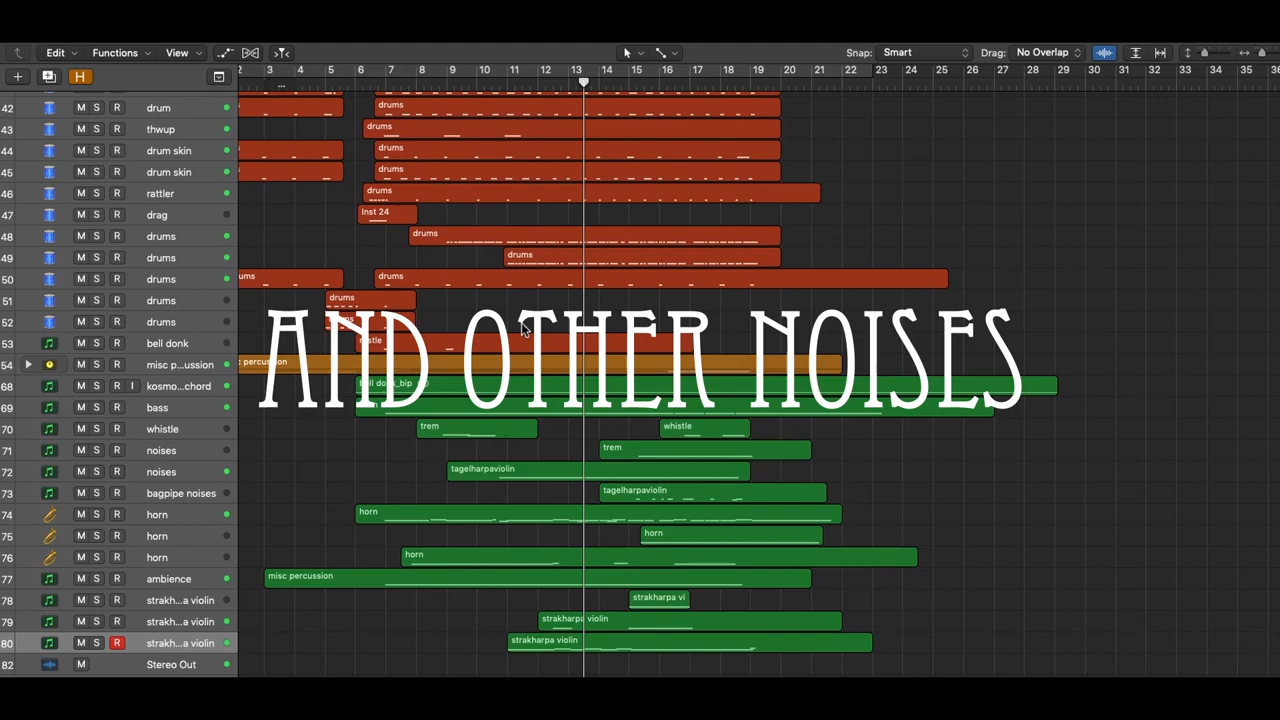 Edit Functions View Snap: Smart Drag: No Overlap
H
2 3 4 5 6 7 8 9 10 11 12 13 14 15 16 17 18 19 20 21 22 23 24 25 26 27 28 29 30 31 32 33 34 35 36
42 M S R drum drums
43 M S R thwup drums
44 M S R drum skin drums
45 M S R drum skin drums
46 M S R rattler drums
47 M S R drag Inst 24
48 M S R drums drums
49 M S R drums drums
50 M S R drums ums drums
51 M S R drums drums
52 M S R drums
AND OTHER NOISES
53 M S R bell donk
54 M S R misc p...ussion c percussion
68 M S R I kosmo...chord bell donk_bip
69 M S R bass
70 M S R whistle trem whistle
71 M S R noises trem
72 M S R noises tagelharpaviolin
73 M S R bagpipe noises tagelharpaviolin
74 M S R horn horn
75 M S R horn horn
76 M S R horn horn
77 M S R ambience misc percussion
78 M S R strakh...a violin strakharpa vi
79 M S R strakh...a violin strakharpa violin
80 M S R strakh...a violin strakharpa violin
82 M Stereo Out